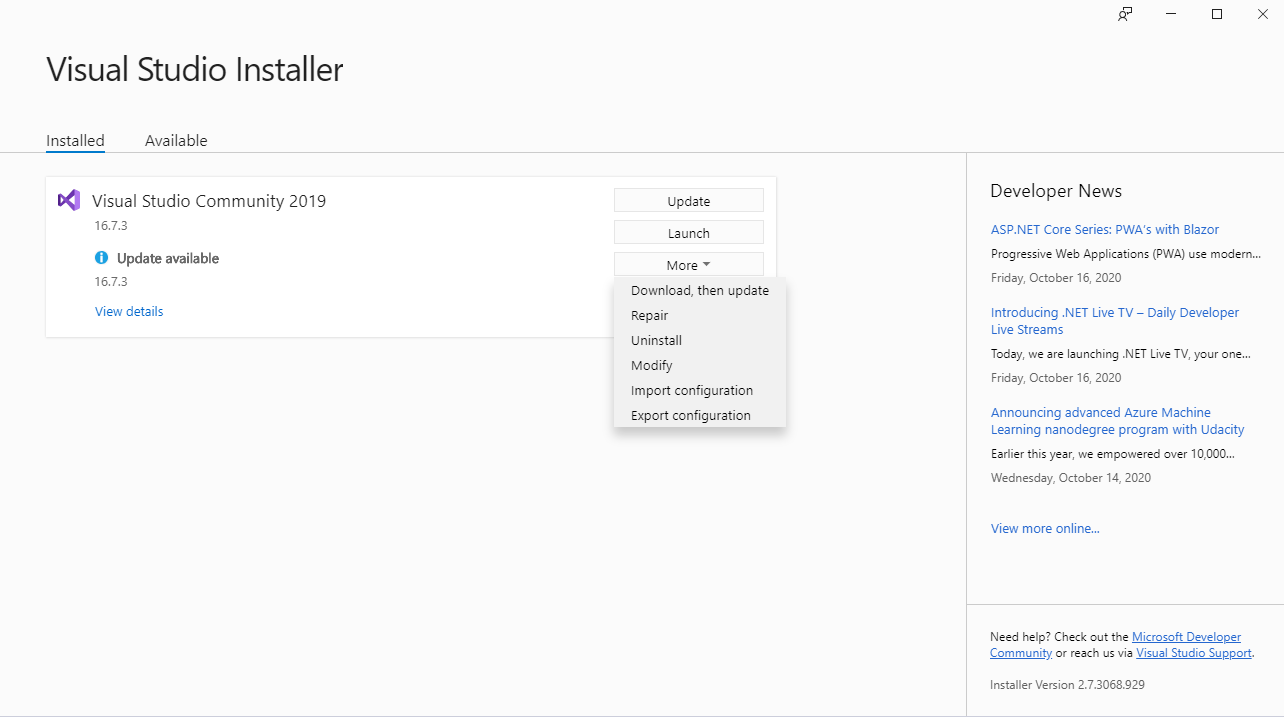 Visual Studio Installer
Installed
Available
Visual Studio Community 2019
16.7.3
Update available
16.7.3
View details
Update
Launch
More
Download, then update
Repair
Uninstall
Modify
Import configuration
Export configuration
Developer News
ASP.NET Core Series: PWA's with Blazor
Progressive Web Applications (PWA) use modern...
Friday, October 16, 2020
Introducing .NET Live TV – Daily Developer
Live Streams
Today, we are launching .NET Live TV, your one...
Friday, October 16, 2020
Announcing advanced Azure Machine
Learning nanodegree program with Udacity
Earlier this year, we empowered over 10,000...
Wednesday, October 14, 2020
View more online...
Need help? Check out the Microsoft Developer
Community or reach us via Visual Studio Support.
Installer Version 2.7.3068.929